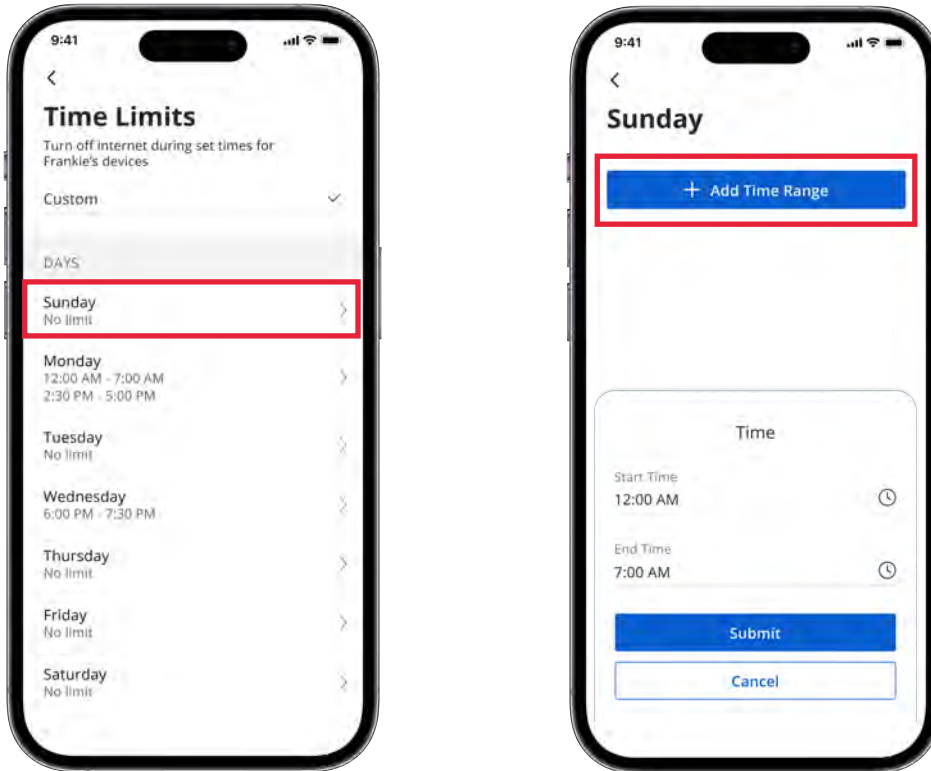 9:41
Time Limits
Turn off internet during set times for
Frankie's devices
Custom
DAYS
Sunday
No limit
Monday
12:00 AM - 7:00 AM
2:30 PM - 5:00 PM
Tuesday
No limit
Wednesday
6:00 PM - 7:30 PM
Thursday
No limit
Friday
No limit
Saturday
No limit
9:41
Sunday
+ Add Time Range
Time
Start Time
12:00 AM
End Time
7:00 AM
Submit
Cancel